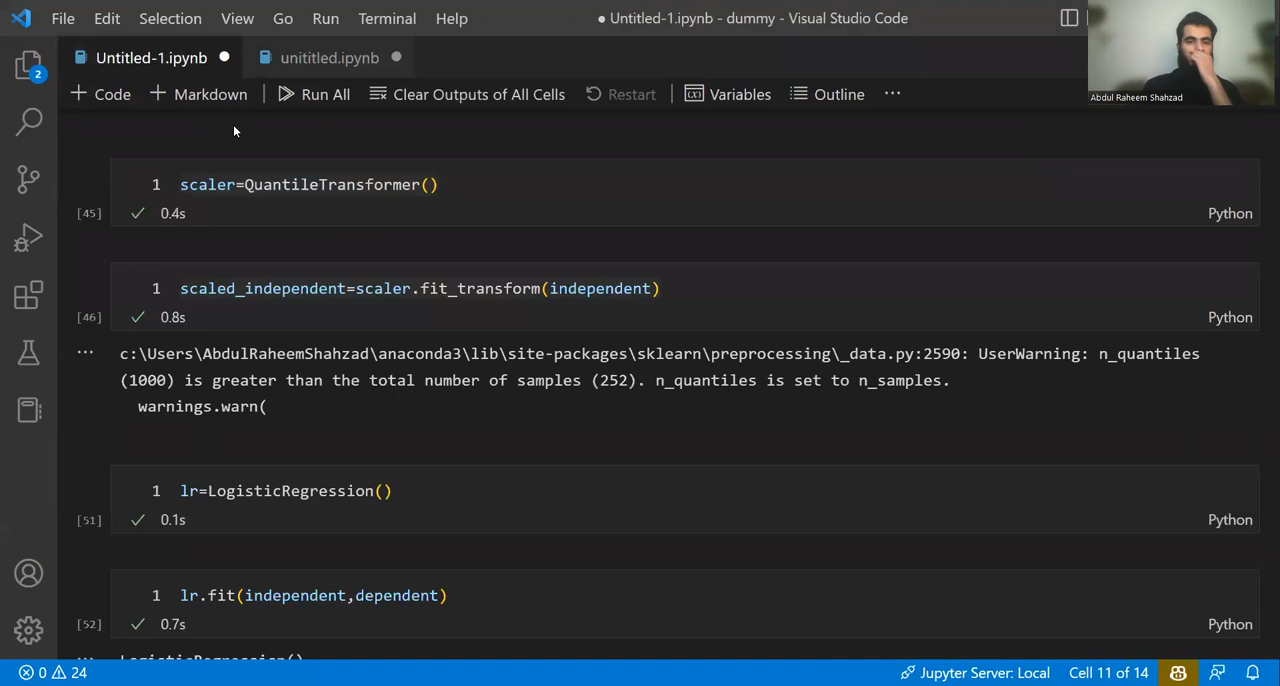 File Edit Selection View Go Run Terminal Help
● Untitled-1.ipynb - dummy - Visual Studio Code
Untitled-1.ipynb ● unititled.ipynb ●
Abdul Raheem Shahzad
+ Code + Markdown Run All Clear Outputs of All Cells Restart Variables Outline ···
2
1 scaler=QuantileTransformer()
[45] ✓ 0.4s Python
1 scaled_independent=scaler.fit_transform(independent)
[46] ✓ 0.8s Python
··· c:\Users\AbdulRaheemShahzad\anaconda3\lib\site-packages\sklearn\preprocessing\_data.py:2590: UserWarning: n_quantiles
(1000) is greater than the total number of samples (252). n_quantiles is set to n_samples.
warnings.warn(
1 lr=LogisticRegression()
[51] ✓ 0.1s Python
1 lr.fit(independent,dependent)
[52] ✓ 0.7s Python
LogisticRegression()
0 24 Jupyter Server: Local Cell 11 of 14